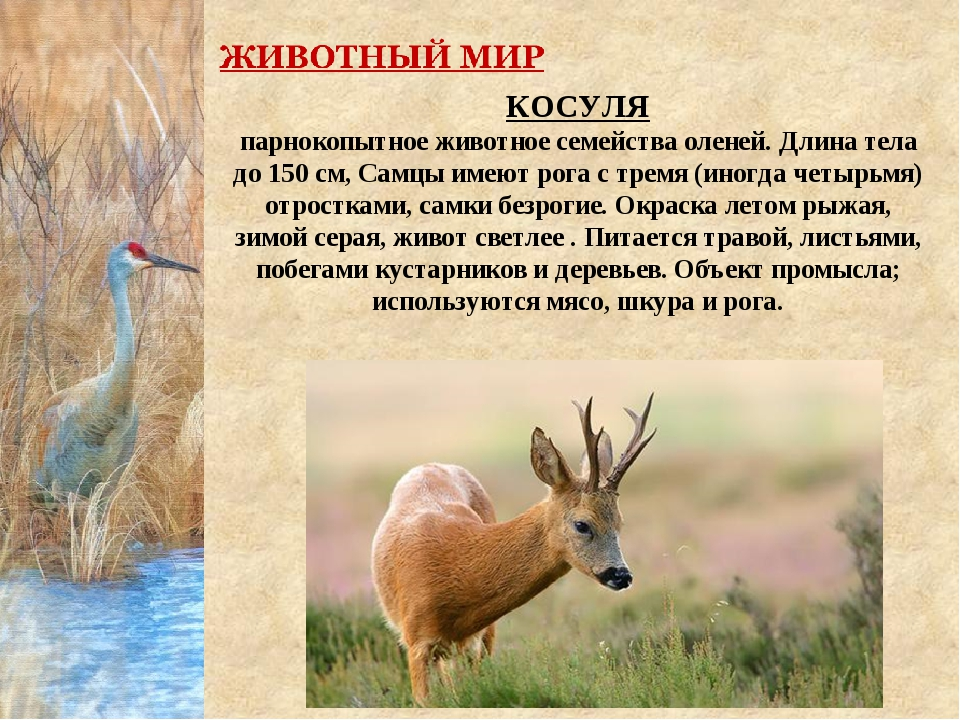 ЖИВОТНЫЙ МИР
КОСУЛЯ
парнокопытное животное семейства оленей. Длина тела
до 150 см, Самцы имеют рога с тремя (иногда четырьмя)
отростками, самки безрогие. Окраска летом рыжая,
зимой серая, живот светлее . Питается травой, листьями,
побегами кустарников и деревьев. Объект промысла;
используются мясо, шкура и рога.